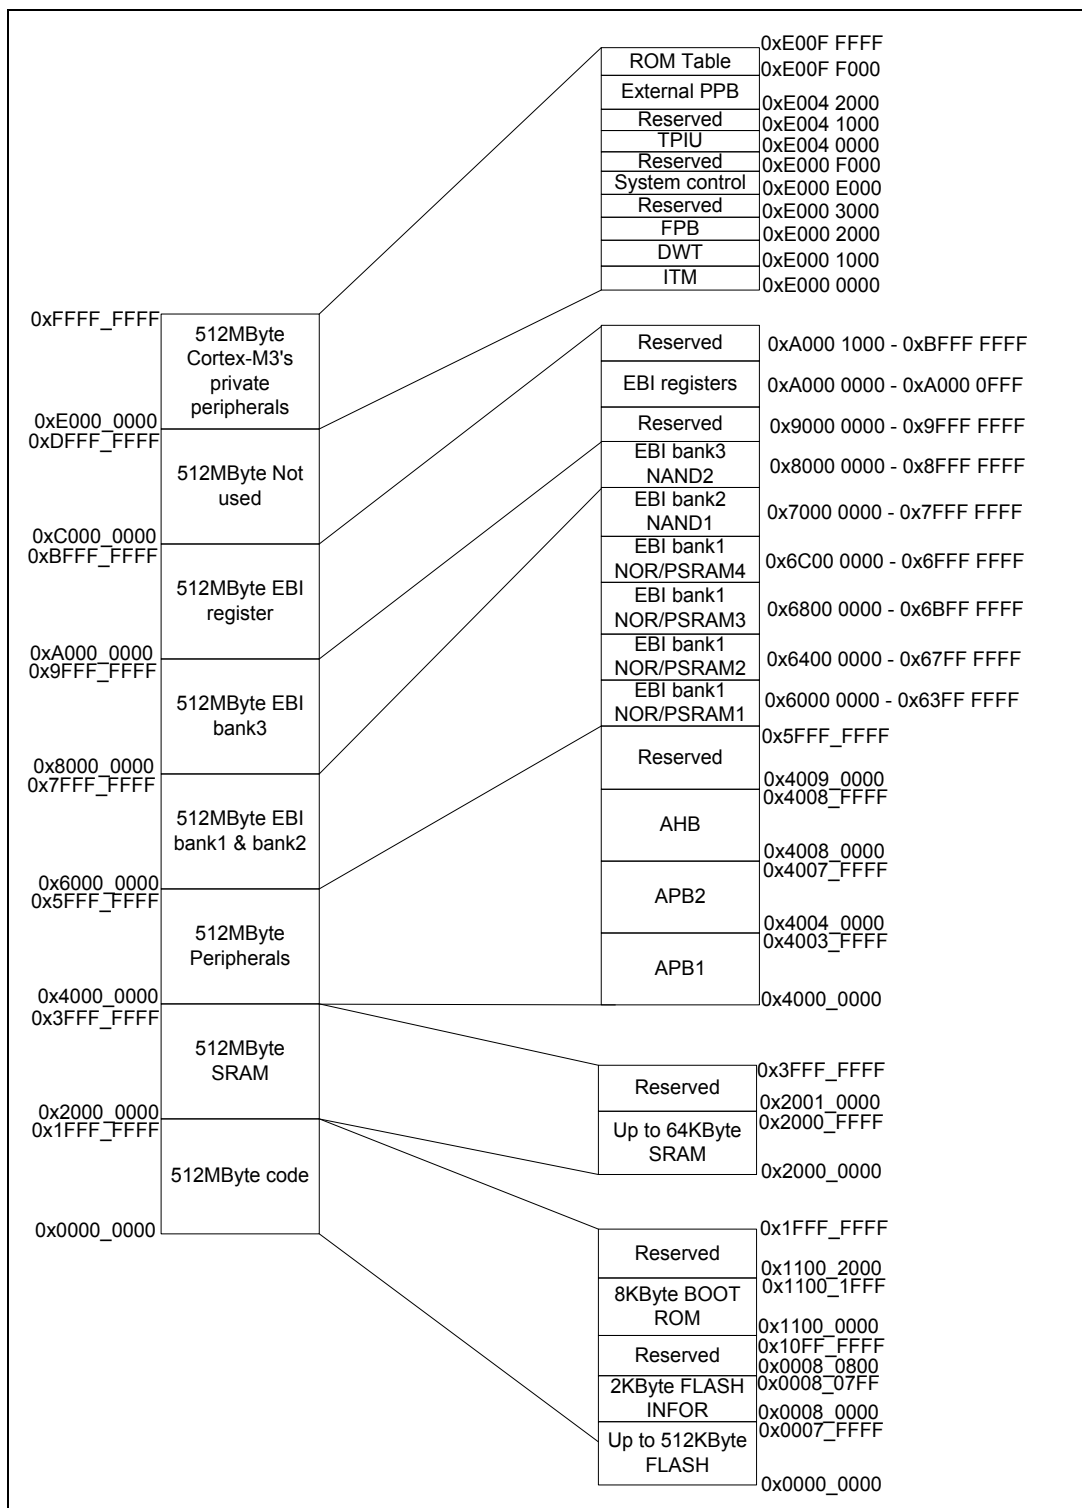 0xE00F FFFF
ROM Table
0xE00F F000
External PPB
0xE004 2000
Reserved
0xE004 1000
TPIU
0xE004 0000
Reserved
0xE000 F000
System control
0xE000 E000
Reserved
0xE000 3000
FPB
0xE000 2000
DWT
0xE000 1000
ITM
0xE000 0000
0xFFFF_FFFF
512MByte
Cortex-M3's
private
peripherals
0xE000_0000
0xDFFF_FFFF
512MByte Not
used
0xC000_0000
0xBFFF_FFFF
512MByte EBI
register
0xA000_0000
0x9FFF_FFFF
512MByte EBI
bank3
0x8000_0000
0x7FFF_FFFF
512MByte EBI
bank1 & bank2
0x6000_0000
0x5FFF_FFFF
512MByte
Peripherals
0x4000_0000
0x3FFF_FFFF
512MByte
SRAM
0x2000_0000
0x1FFF_FFFF
512MByte code
0x0000_0000
Reserved
0xA000 1000 - 0xBFFF FFFF
EBI registers
0xA000 0000 - 0xA000 0FFF
Reserved
0x9000 0000 - 0x9FFF FFFF
EBI bank3
NAND2
0x8000 0000 - 0x8FFF FFFF
EBI bank2
NAND1
0x7000 0000 - 0x7FFF FFFF
EBI bank1
NOR/PSRAM4
0x6C00 0000 - 0x6FFF FFFF
EBI bank1
NOR/PSRAM3
0x6800 0000 - 0x6BFF FFFF
EBI bank1
NOR/PSRAM2
0x6400 0000 - 0x67FF FFFF
EBI bank1
NOR/PSRAM1
0x6000 0000 - 0x63FF FFFF
0x5FFF_FFFF
Reserved
0x4009_0000
0x4008_FFFF
AHB
0x4008_0000
0x4007_FFFF
APB2
0x4004_0000
0x4003_FFFF
APB1
0x4000_0000
0x3FFF_FFFF
Reserved
0x2001_0000
0x2000_FFFF
Up to 64KByte
SRAM
0x2000_0000
0x1FFF_FFFF
Reserved
0x1100_2000
0x1100_1FFF
8KByte BOOT
ROM
0x1100_0000
0x10FF_FFFF
Reserved
0x0008_0800
0x0008_07FF
2KByte FLASH
INFOR
0x0008_0000
0x0007_FFFF
Up to 512KByte
FLASH
0x0000_0000